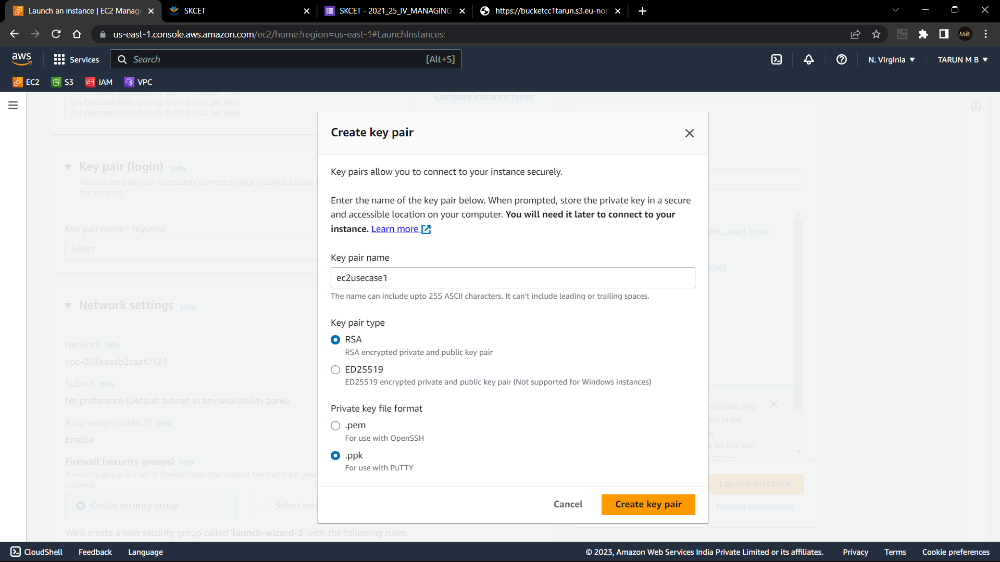 Launch an instance | EC2 Manage
SKCET
SKCET - 2021_25_IV_MANAGING
https://bucketcc1tarun.s3.eu-nor
us-east-1.console.aws.amazon.com/ec2/home?region=us-east-1#LaunchInstances:
aws
Services
Search
[Alt+S]
N. Virginia
TARUN M B
EC2
S3
IAM
VPC
On-Demand RHEL pricing: 0.0716 USD per Hour
On-Demand Linux pricing: 0.0116 USD per Hour
Compare instance types
Key pair (login) Info
You can use a key pair to securely connect to your instance. Ensure
the instance.
Key pair name - required
Select
Network settings Info
Network Info
vpc-003aaeab2caaf0124
Subnet Info
No preference (Default subnet in any availability zone)
Auto-assign public IP Info
Enable
Firewall (security groups) Info
A security group is a set of firewall rules that control the traffic for your
instance.
Create security group
Select exis
We'll create a new security group called 'launch-wizard-3' with the following rules:
Create key pair
Key pairs allow you to connect to your instance securely.
Enter the name of the key pair below. When prompted, store the private key in a secure
and accessible location on your computer. You will need it later to connect to your
instance. Learn more
Key pair name
ec2usecase1
The name can include upto 255 ASCII characters. It can't include leading or trailing spaces.
Key pair type
RSA
RSA encrypted private and public key pair
ED25519
ED25519 encrypted private and public key pair (Not supported for Windows instances)
Private key file format
.pem
For use with OpenSSH
.ppk
For use with PuTTY
Cancel
Create key pair
MI...read more
ype)
includes 750
cro in the
is
e on free tier
Launch instance
Review commands
CloudShell
Feedback
Language
© 2023, Amazon Web Services India Private Limited or its affiliates.
Privacy
Terms
Cookie preferences